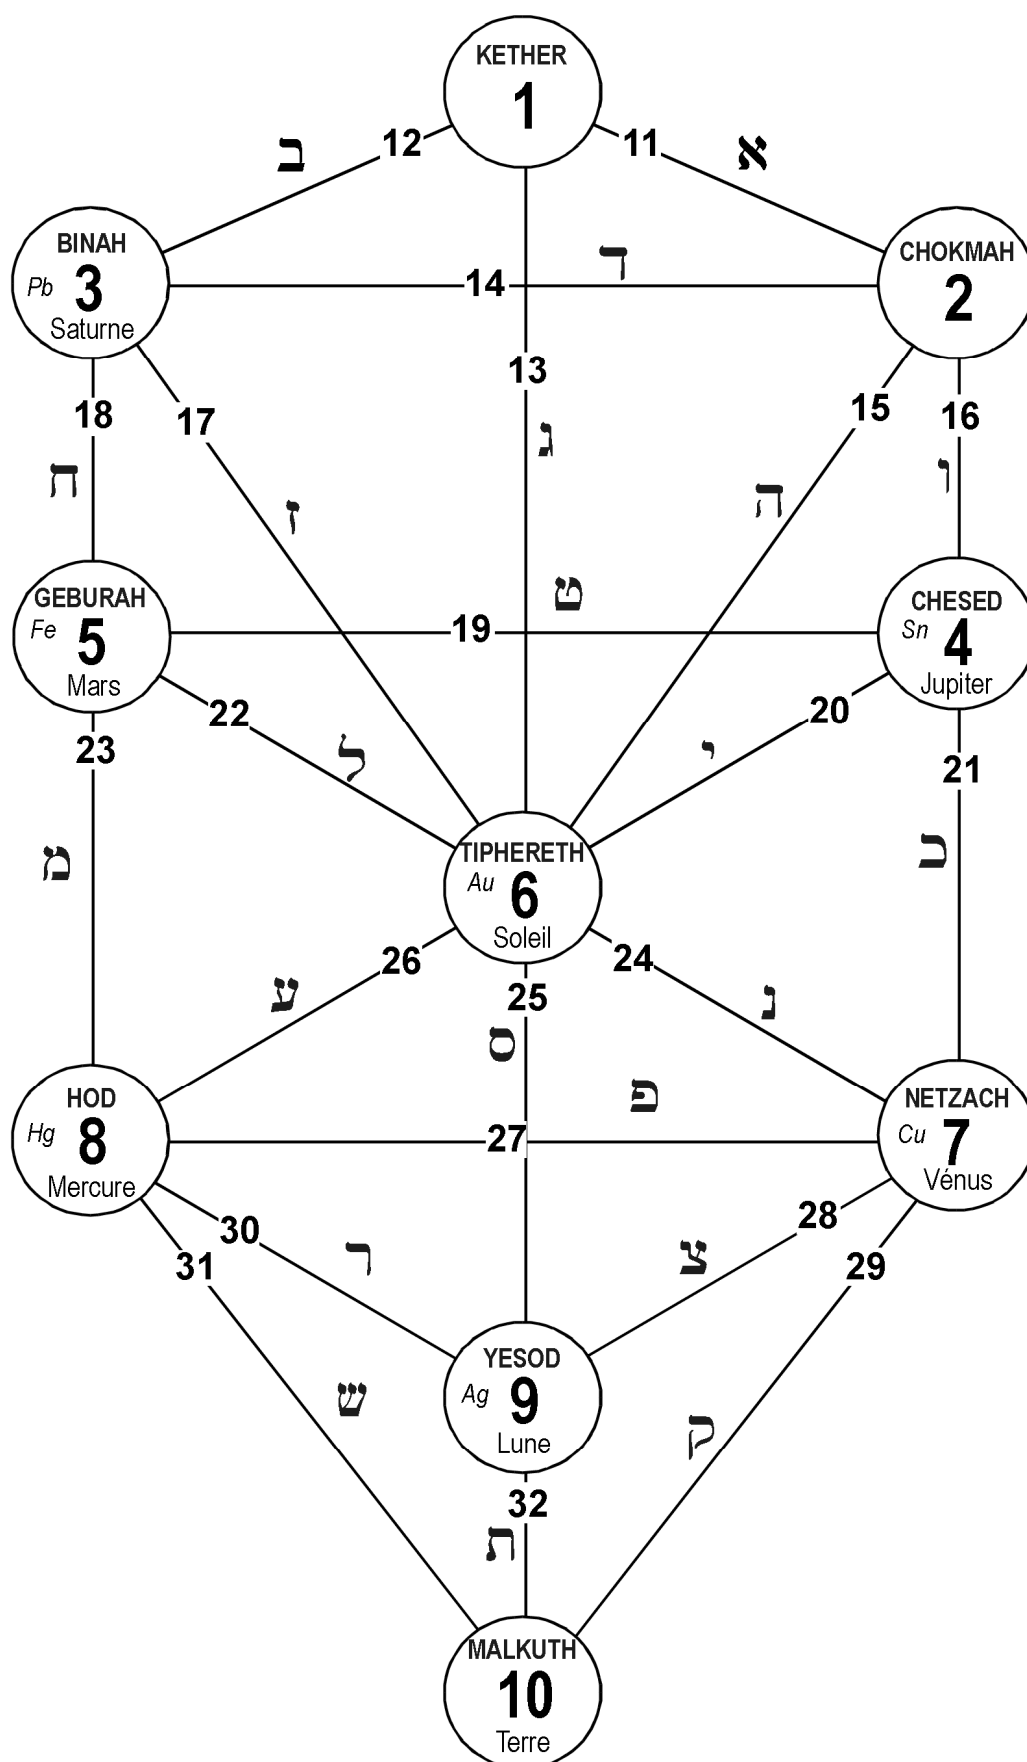 KETHER
1
ב
12
11
א
BINAH
Pb 3
Saturne
CHOKMAH
2
14
ד
13
ג
18
17
15
16
ח
ז
ה
ו
GEBURAH
Fe 5
Mars
ט
19
CHESED
Sn 4
Jupiter
23
22
ל
20
י
21
מ
כ
TIPHERETH
Au 6
Soleil
26
25
24
ע
ס
נ
HOD
Hg 8
Mercure
27
פ
NETZACH
Cu 7
Vénus
31
30
ר
צ
28
29
YESOD
Ag 9
Lune
ש
ק
32
ת
MALKUTH
10
Terre